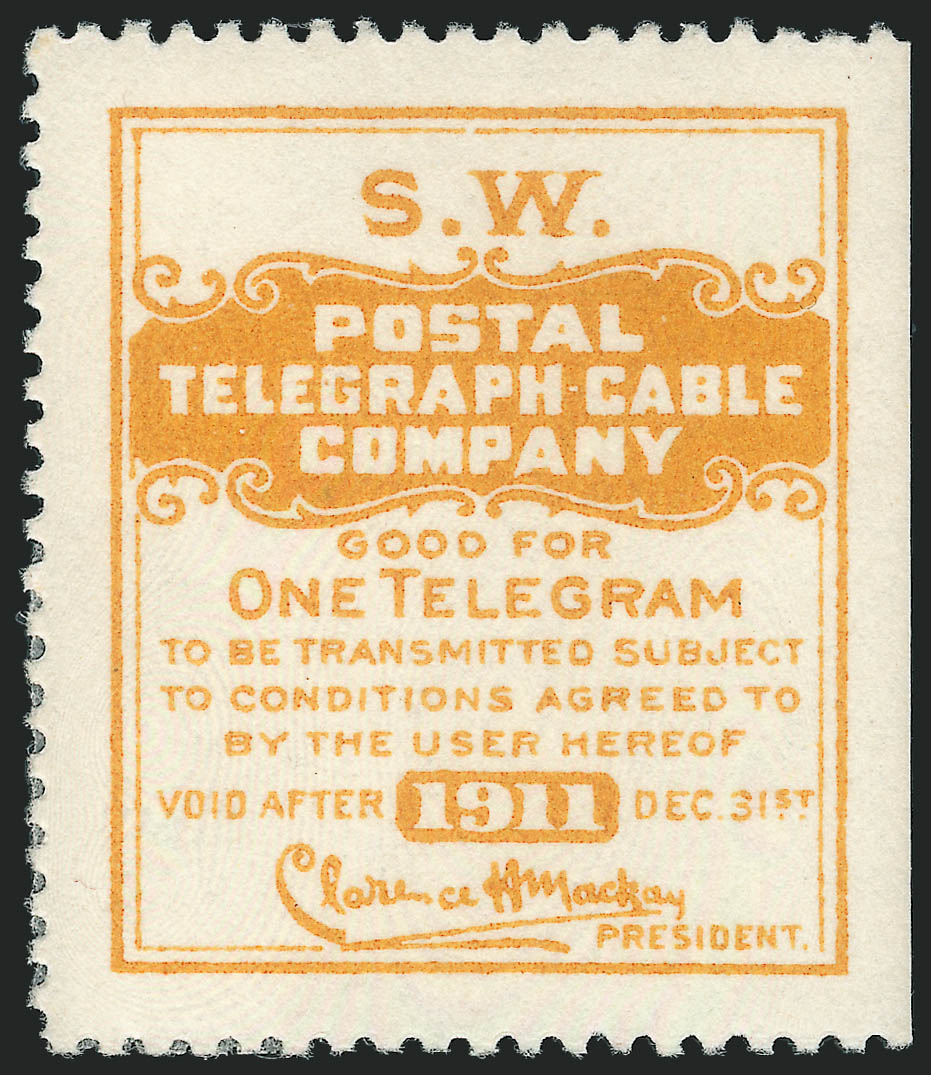 S.W.
POSTAL
TELEGRAPH-CABLE
COMPANY
GOOD FOR
ONE TELEGRAM
TO BE TRANSMITTED SUBJECT
TO CONDITIONS AGREED TO
BY THE USER HEREOF
VOID AFTER 1911 DEC. 31ST.
Clarence H Mackay
PRESIDENT.